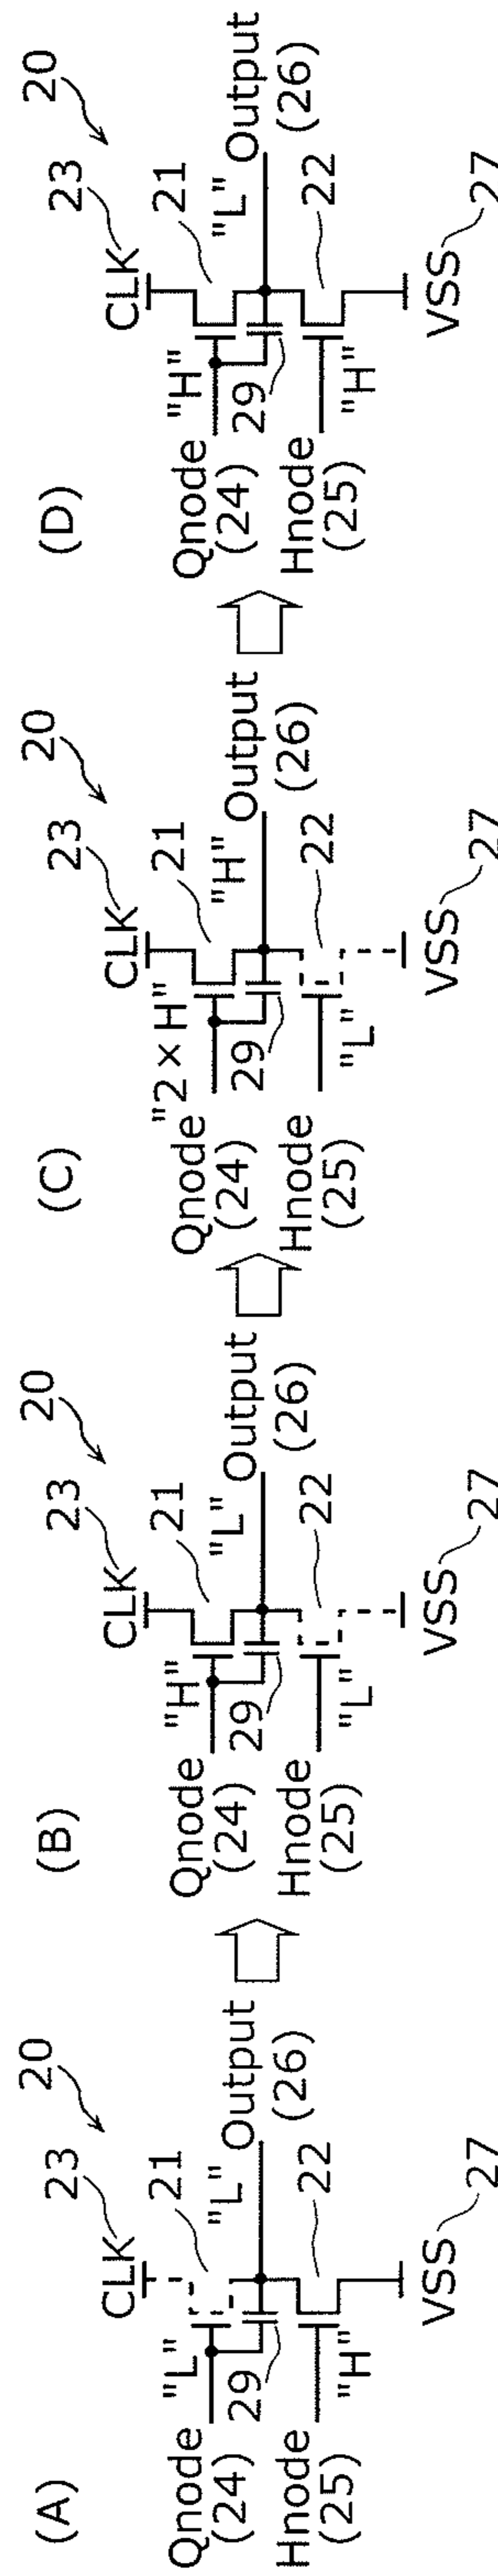 (A)
20
23
CLK
21
"L"
"L"
Qnode
(24)
Output
(26)
29
22
Hnode
(25)
"H"
VSS
27
(B)
20
23
CLK
21
"H"
"L"
Qnode
(24)
Output
(26)
29
22
Hnode
(25)
"L"
VSS
27
(C)
20
23
CLK
21
"2 × H"
"H"
Qnode
(24)
Output
(26)
29
22
Hnode
(25)
"L"
VSS
27
(D)
20
23
CLK
21
"H"
"L"
Qnode
(24)
Output
(26)
29
22
Hnode
(25)
"H"
VSS
27